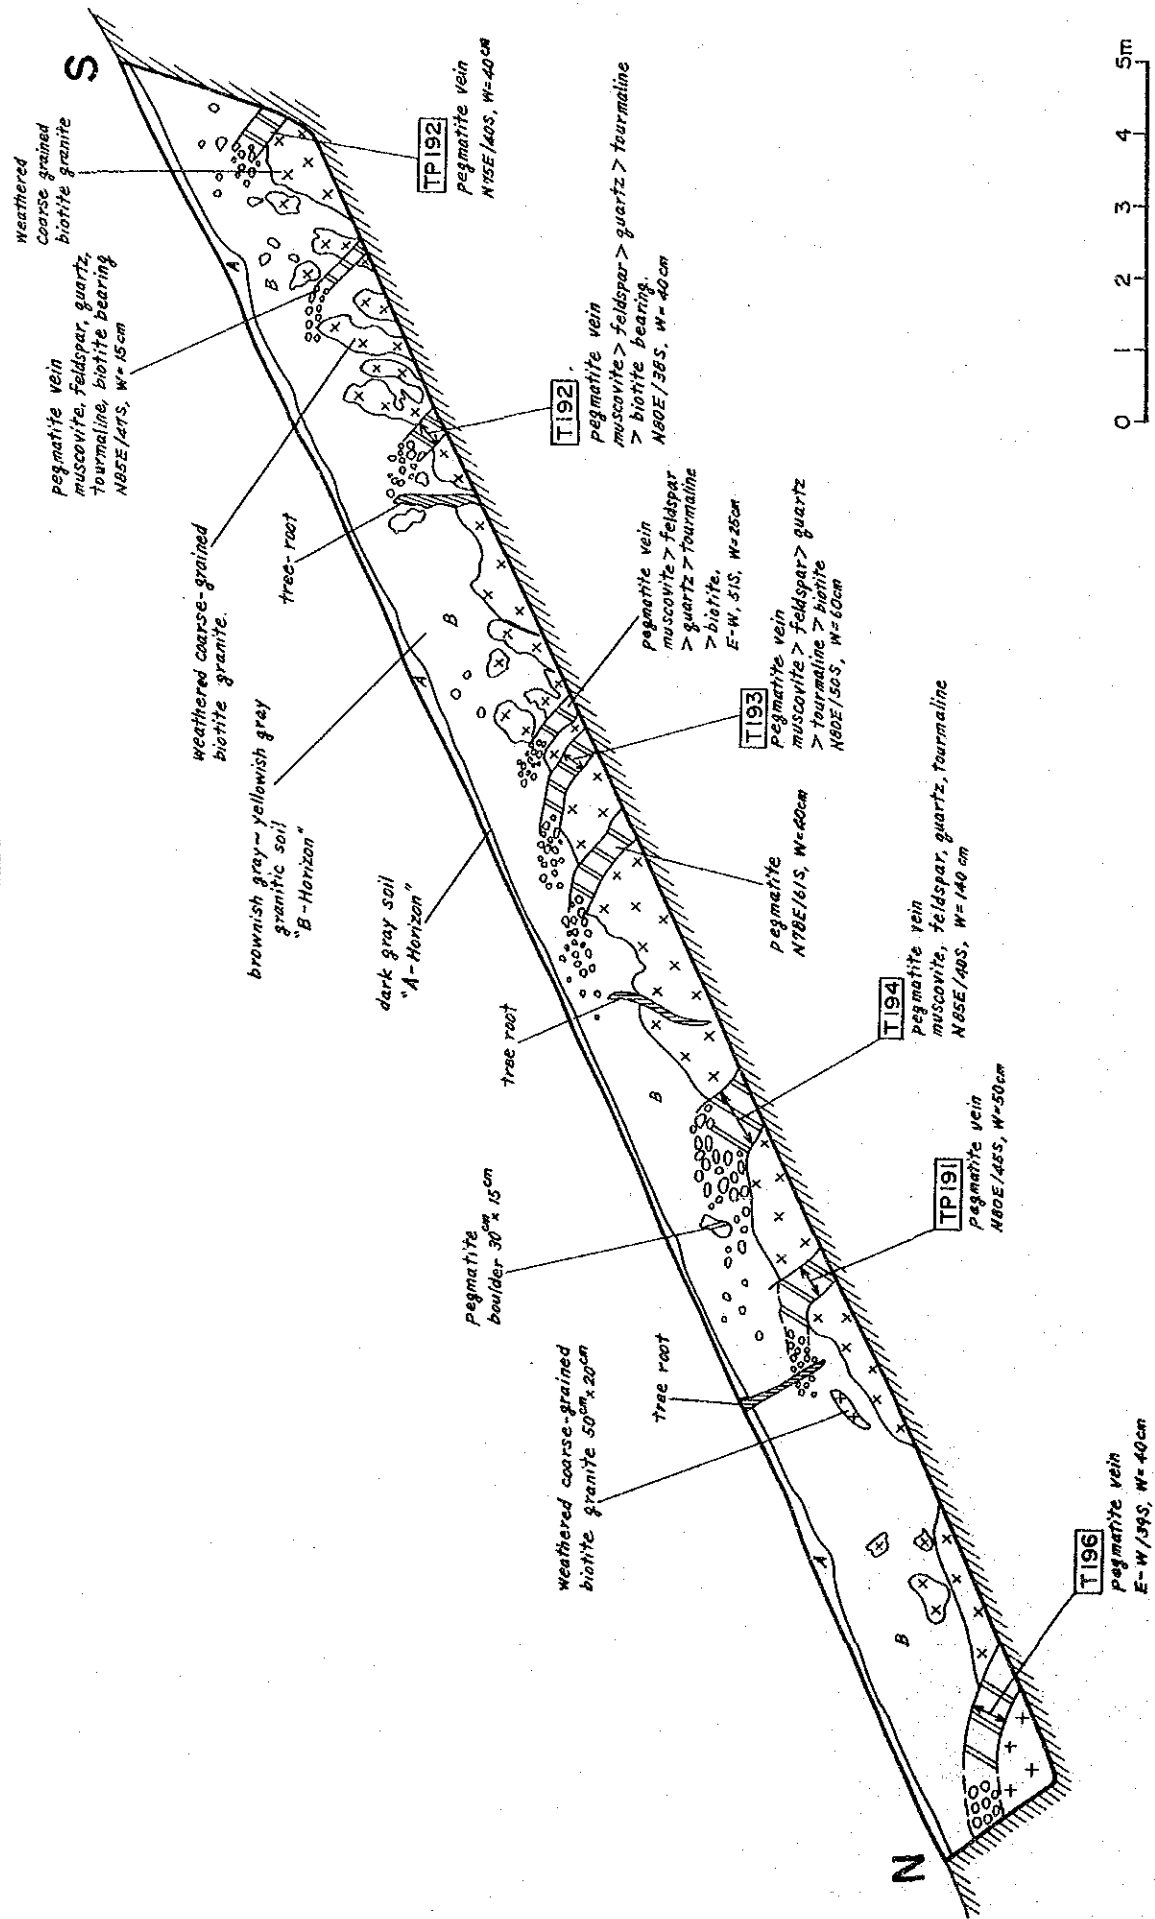 S
weathered
coarse grained
biotite granite
pegmatite vein
muscovite, feldspar, quartz,
tourmaline, biotite bearing
N85E/47S, W=15cm
TP192
pegmatite vein
N75E/40S, W=40cm
weathered coarse-grained
biotite granite.
tree-root
T192
pegmatite vein
muscovite > feldspar > quartz > tourmaline
> biotite bearing.
N80E/38S, W=40cm
brownish gray~yellowish gray
granitic soil
"B-Horizon"
pegmatite vein
muscovite > feldspar
> quartz > tourmaline
> biotite.
E-W, 51S, W=25cm
T193
pegmatite vein
muscovite > feldspar > quartz
> tourmaline > biotite
N80E/50S, W=60cm
dark gray soil
"A-Horizon"
pegmatite
N78E/61S, W=40cm
tree root
T194
pegmatite vein
muscovite, feldspar, quartz, tourmaline
N85E/40S, W=140cm
pegmatite
boulder 30cm x 15cm
TP191
pegmatite vein
N80E/45S, W=50cm
tree root
weathered coarse-grained
biotite granite 50cm x 20cm
T196
pegmatite vein
E-W/39S, W=40cm
N
A
B
A
B
B
A
B
0 1 2 3 4 5m